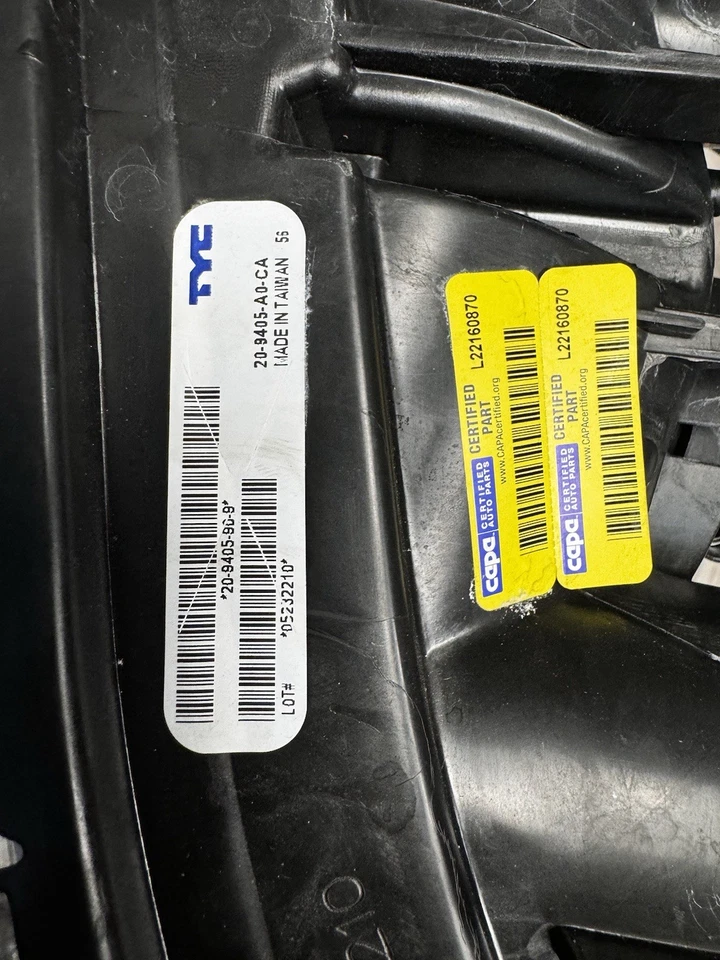 TYC
20-9405-A0-CA
MADE IN TAIWAN 56
*20-9405-90-9*
LOT# *05232210*
capa CERTIFIED AUTO PARTS
CERTIFIED PART
www.CAPAcertified.org
L22160870
capa CERTIFIED AUTO PARTS
CERTIFIED PART
www.CAPAcertified.org
L22160870